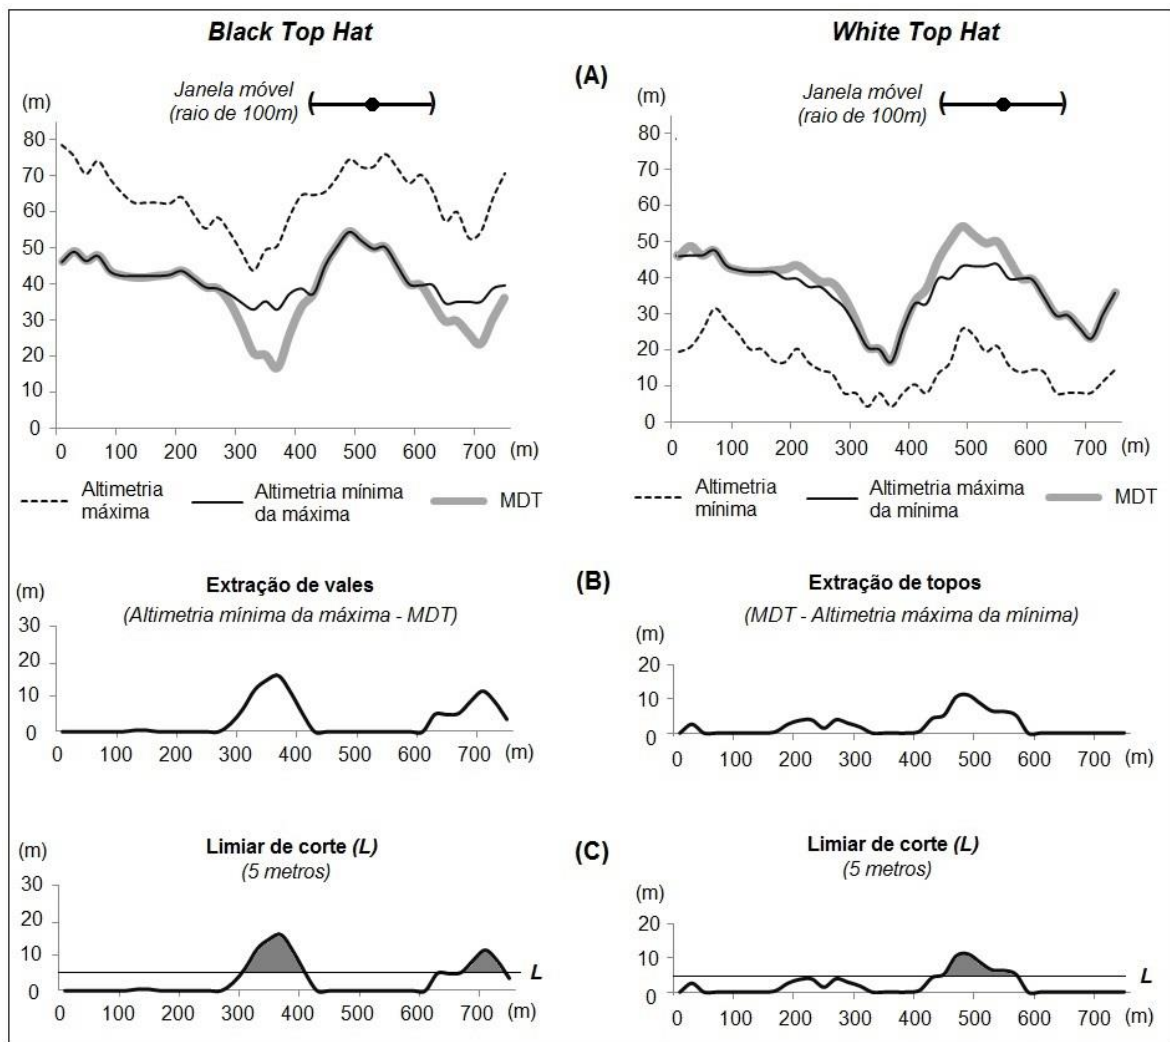 Black Top Hat
White Top Hat
(A)
Janela móvel
(raio de 100m)
(m)
80
70
60
50
40
30
20
10
0
0 100 200 300 400 500 600 700 (m)
Altimetria
máxima
Altimetria mínima
da máxima
MDT
Janela móvel
(raio de 100m)
(m)
80
70
60
50
40
30
20
10
0
0 100 200 300 400 500 600 700 (m)
Altimetria
mínima
Altimetria máxima
da mínima
MDT
(B)
Extração de vales
(Altimetria mínima da máxima - MDT)
(m)
30
20
10
0
0 100 200 300 400 500 600 700 (m)
Extração de topos
(MDT - Altimetria máxima da mínima)
(m)
20
10
0
0 100 200 300 400 500 600 700 (m)
(C)
Limiar de corte (L)
(5 metros)
(m)
30
20
10
0
L
0 100 200 300 400 500 600 700 (m)
Limiar de corte (L)
(5 metros)
(m)
20
10
0
L
0 100 200 300 400 500 600 700 (m)